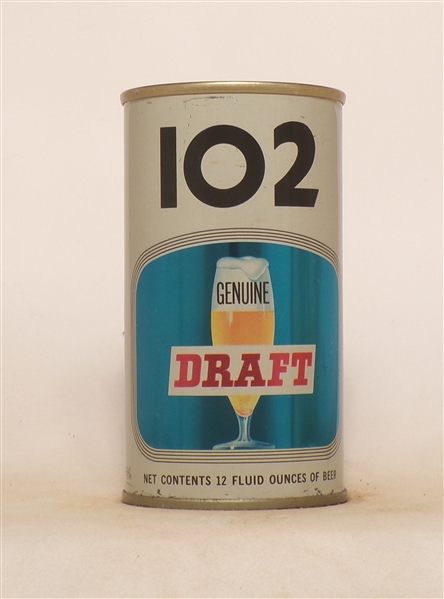 102
GENUINE
DRAFT
NET CONTENTS 12 FLUID OUNCES OF BEER